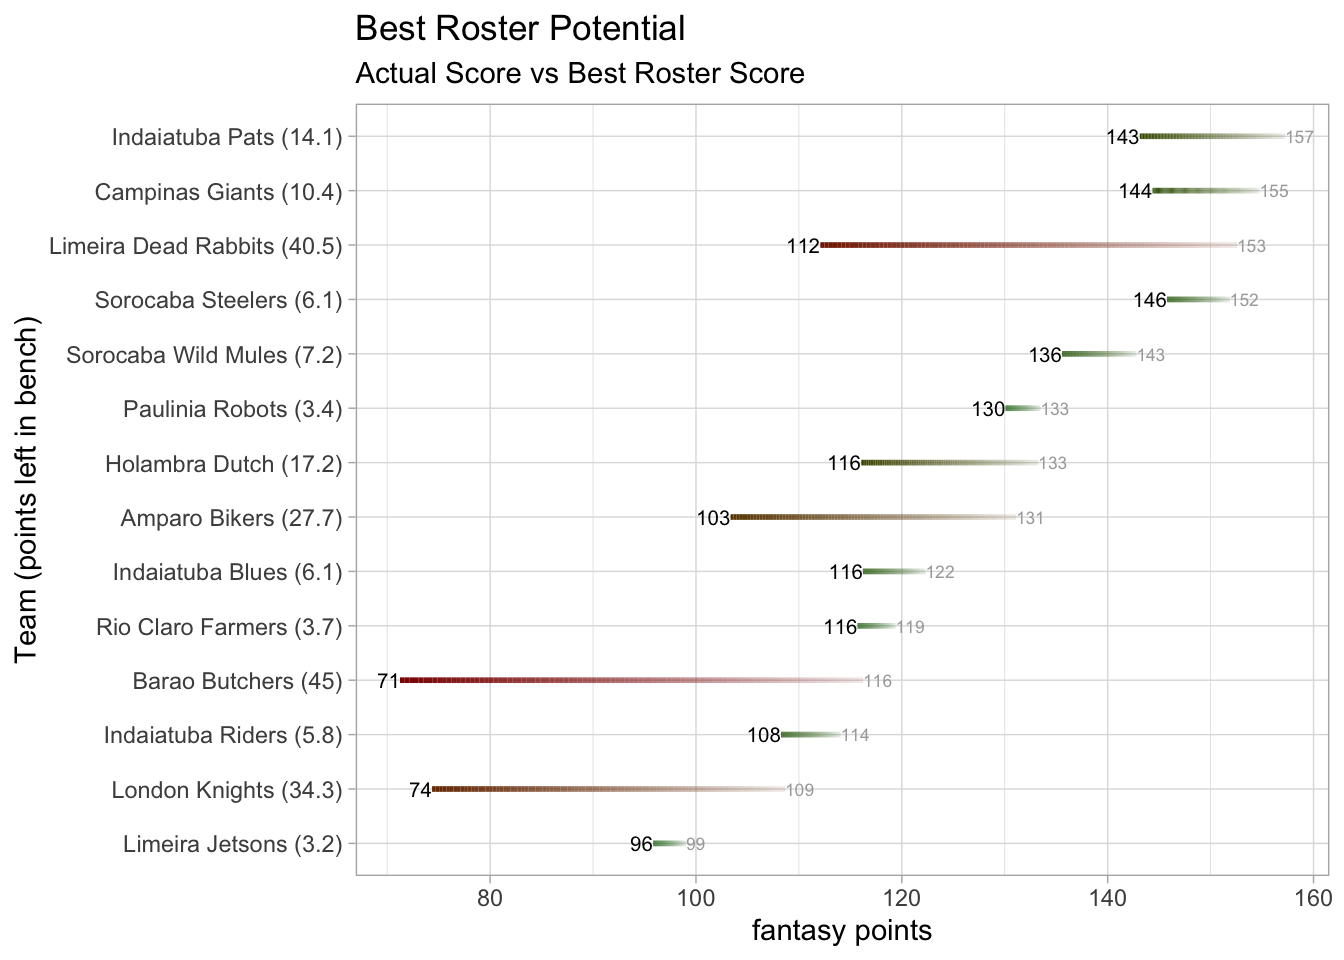 Best Roster Potential
Actual Score vs Best Roster Score
Team (points left in bench)
Indaiatuba Pats (14.1) 143 157
Campinas Giants (10.4) 144 155
Limeira Dead Rabbits (40.5) 112 153
Sorocaba Steelers (6.1) 146 152
Sorocaba Wild Mules (7.2) 136 143
Paulinia Robots (3.4) 130 133
Holambra Dutch (17.2) 116 133
Amparo Bikers (27.7) 103 131
Indaiatuba Blues (6.1) 116 122
Rio Claro Farmers (3.7) 116 119
Barao Butchers (45) 71 116
Indaiatuba Riders (5.8) 108 114
London Knights (34.3) 74 109
Limeira Jetsons (3.2) 96 99
80 100 120 140 160
fantasy points